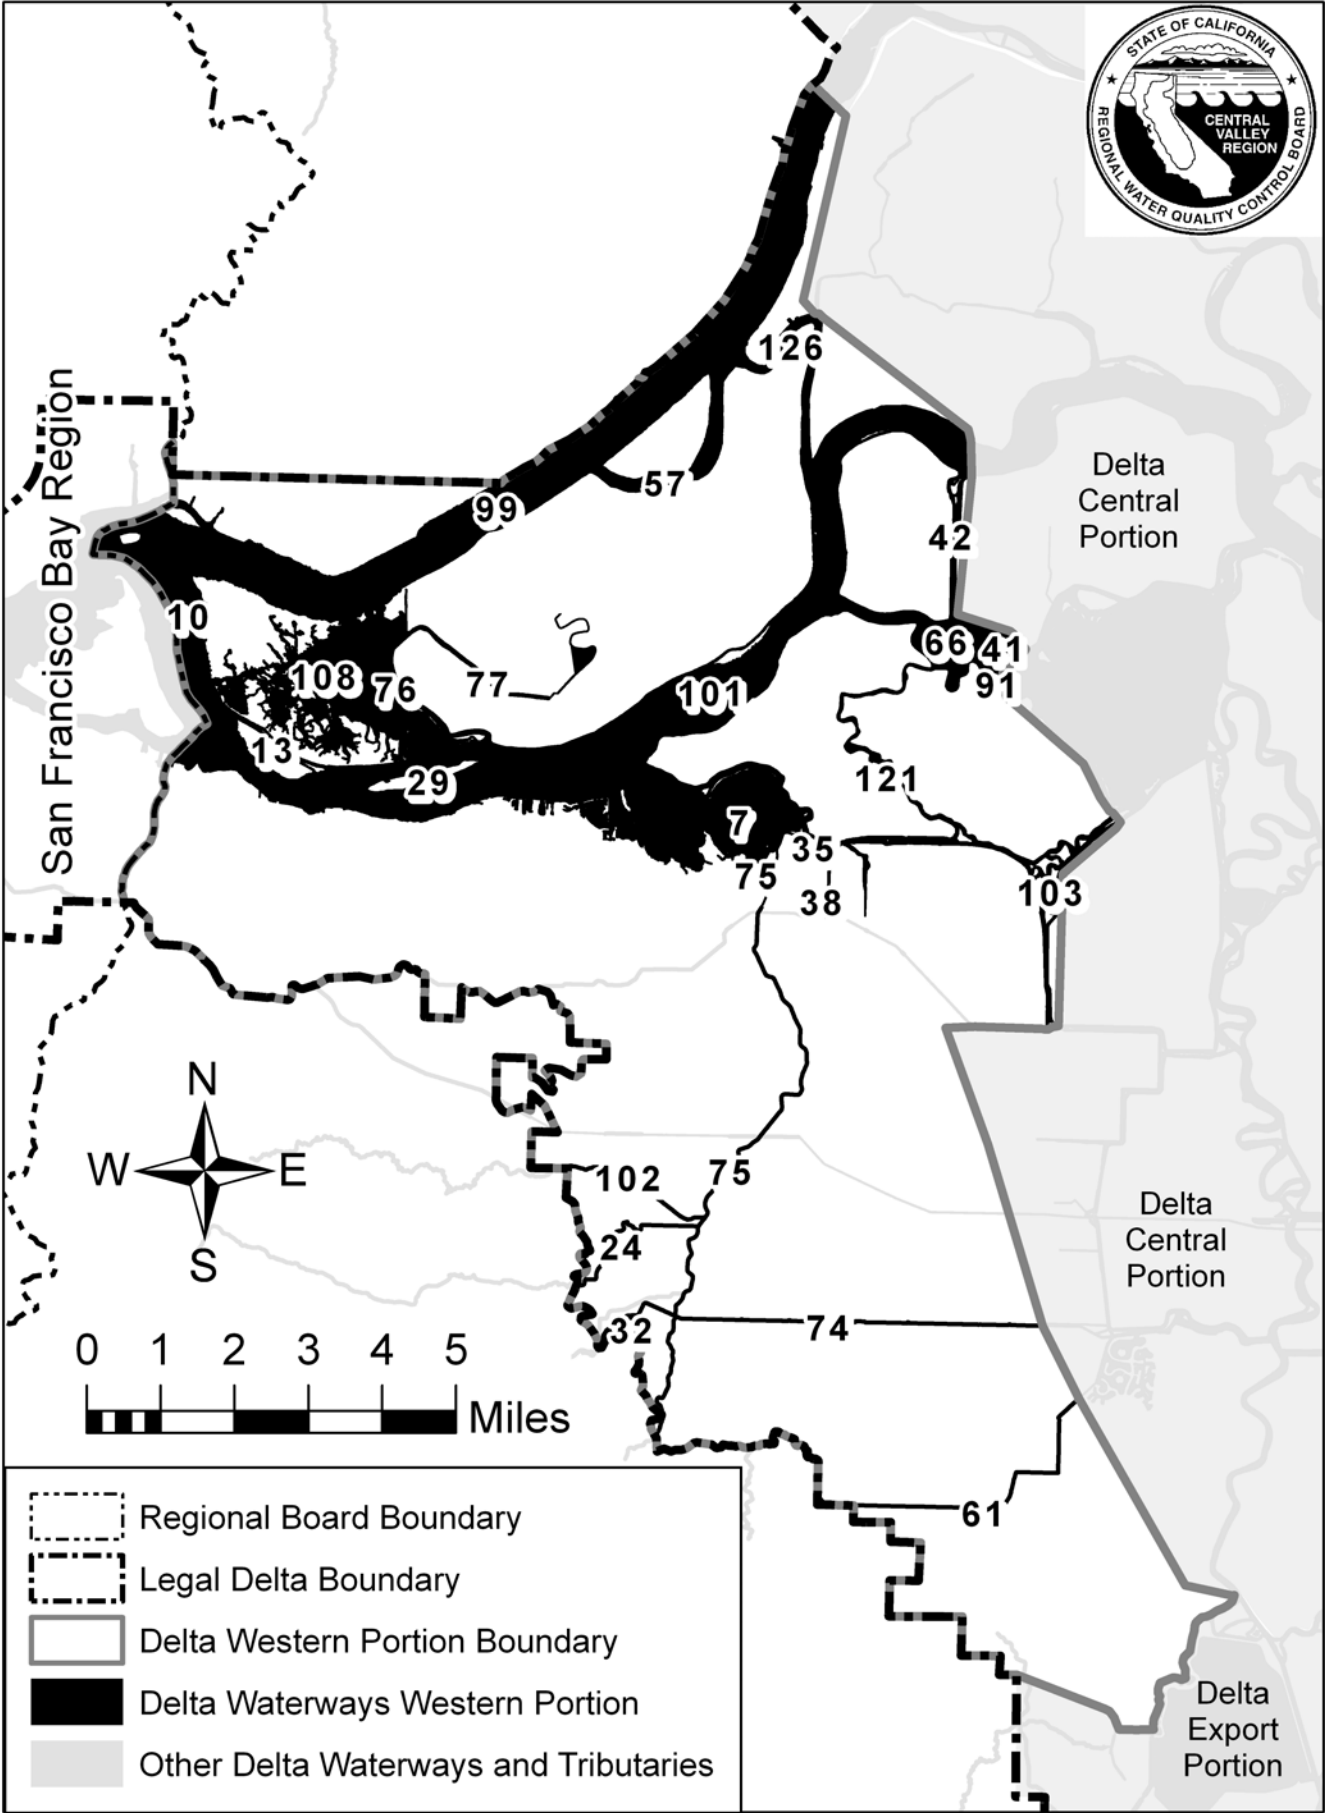 STATE OF CALIFORNIA
REGIONAL WATER QUALITY CONTROL BOARD
CENTRAL
VALLEY
REGION
San Francisco Bay Region
126
57
99
42
Delta
Central
Portion
10
66
41
108
76
77
101
91
13
29
121
7
35
75
38
103
N
W
E
S
102
75
24
32
74
Delta
Central
Portion
0 1 2 3 4 5
Miles
61
Regional Board Boundary
Legal Delta Boundary
Delta Western Portion Boundary
Delta Waterways Western Portion
Other Delta Waterways and Tributaries
Delta
Export
Portion